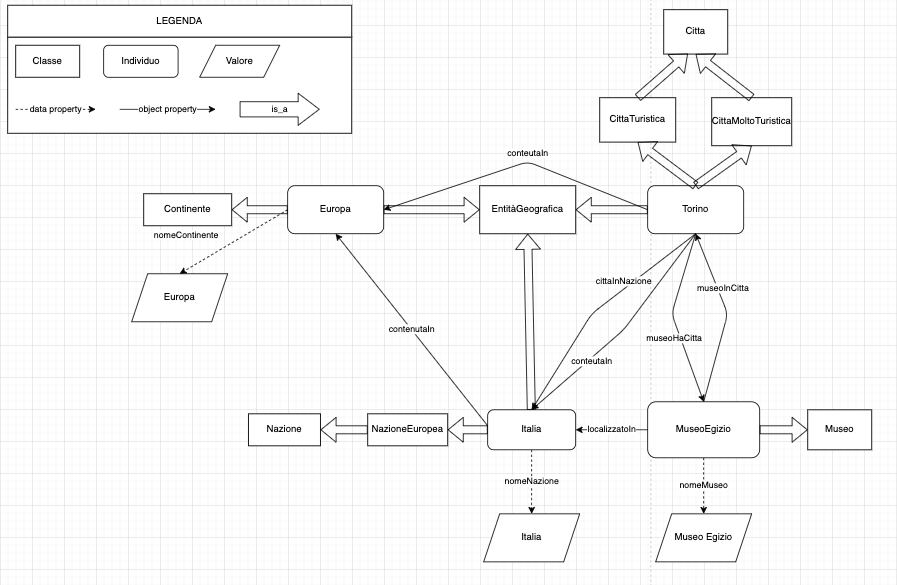 LEGENDA
Classe
Individuo
Valore
data property
object property
is_a
Citta
CittaTuristica
CittaMoltoTuristica
conteutaIn
Continente
Europa
EntitàGeografica
Torino
nomeContinente
Europa
cittaInNazione
museoInCitta
contenutaIn
museoHaCitta
conteutaIn
Nazione
NazioneEuropea
Italia
localizzatoIn
MuseoEgizio
Museo
nomeNazione
nomeMuseo
Italia
Museo Egizio